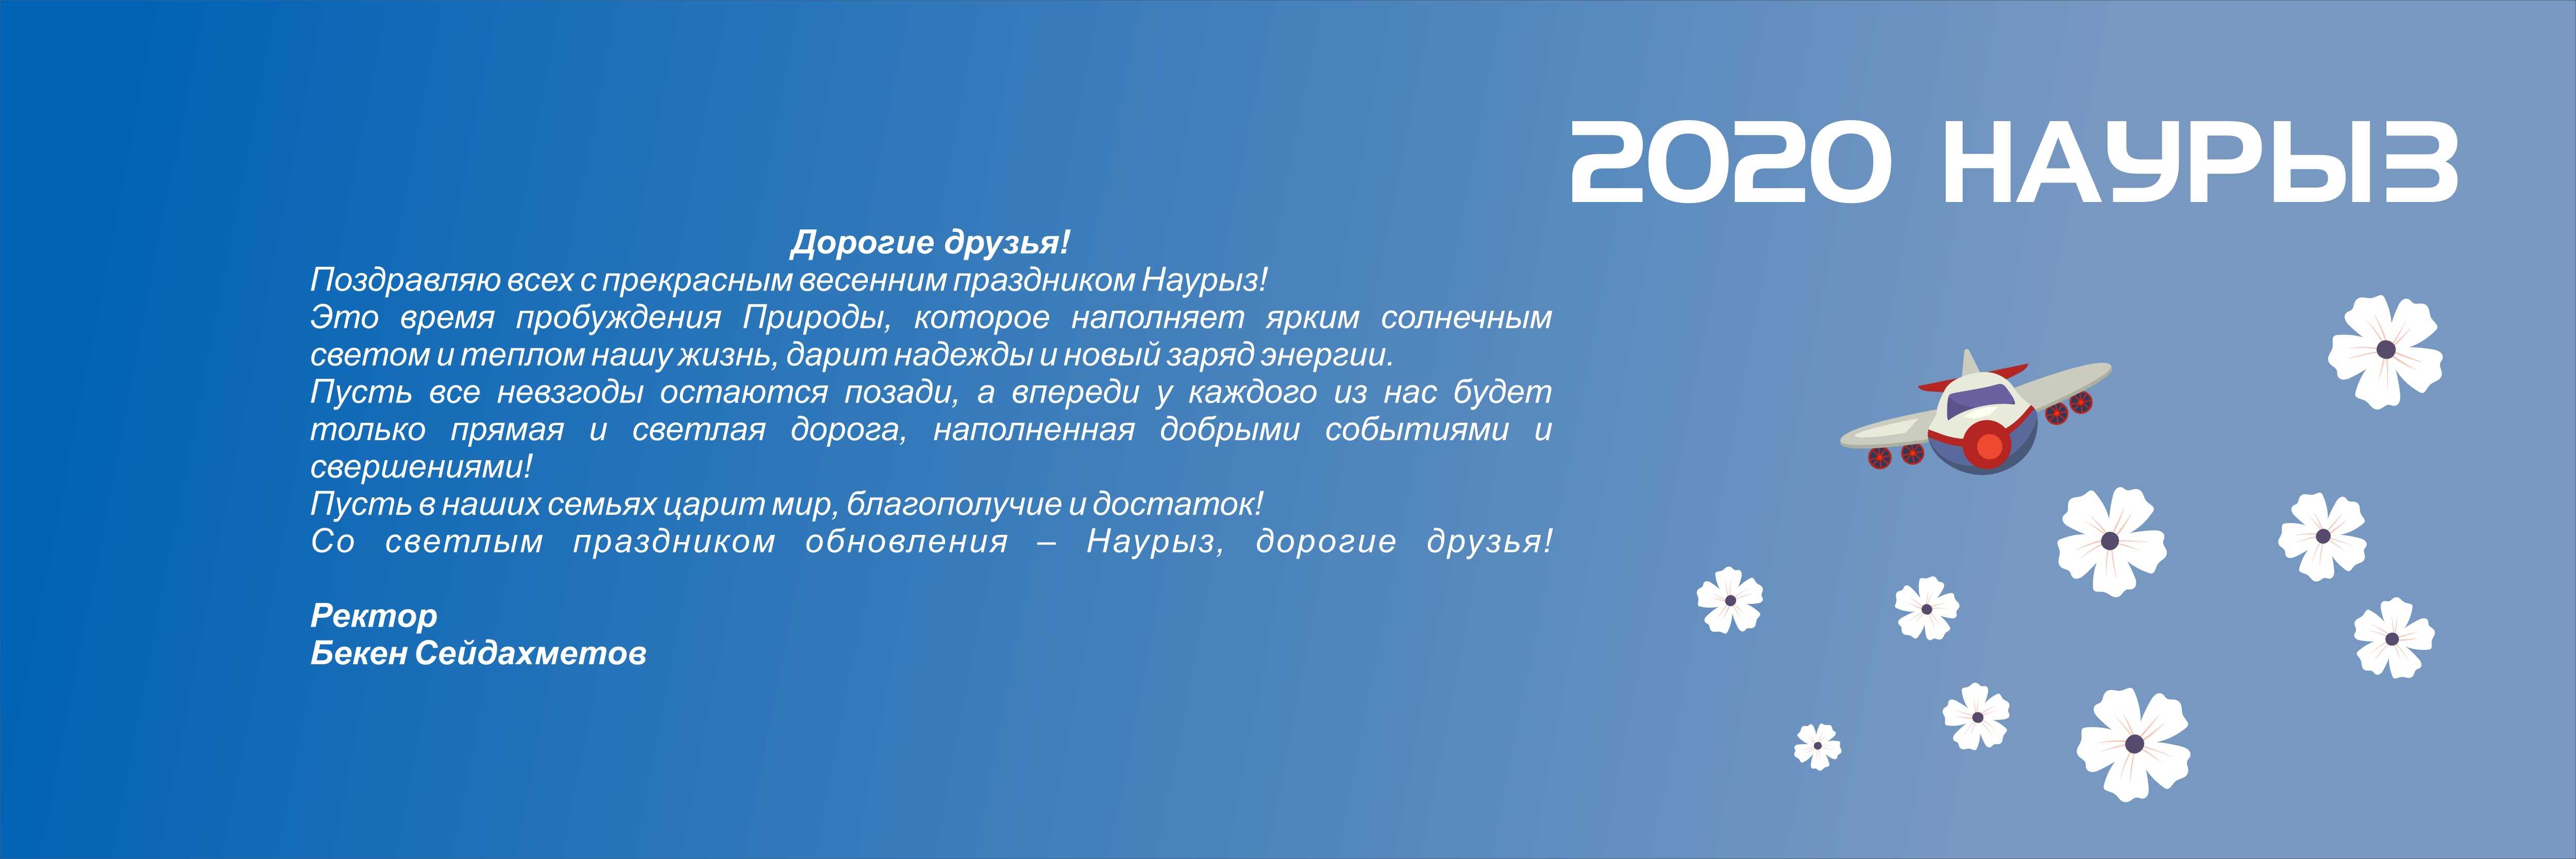 2020 НАУРЫЗ
Дорогие друзья!
Поздравляю всех с прекрасным весенним праздником Наурыз!
Это время пробуждения Природы, которое наполняет ярким солнечным
светом и теплом нашу жизнь, дарит надежды и новый заряд энергии.
Пусть все невзгоды остаются позади, а впереди у каждого из нас будет
только прямая и светлая дорога, наполненная добрыми событиями и
свершениями!
Пусть в наших семьях царит мир, благополучие и достаток!
Со светлым праздником обновления – Наурыз, дорогие друзья!
Ректор
Бекен Сейдахметов